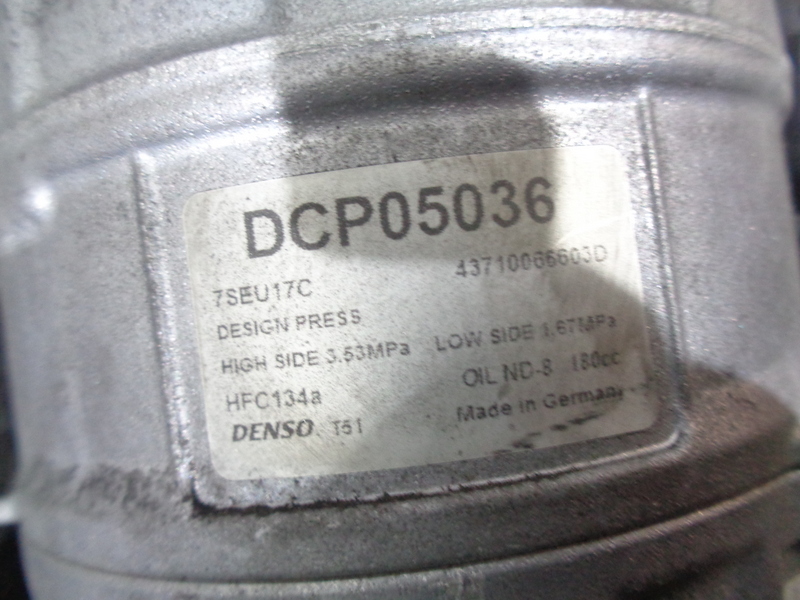 DCP05036
7SEU17C 43710066603D
DESIGN PRESS
HIGH SIDE 3.53MPa LOW SIDE 1.67MPa
HFC134a OIL ND-8 180cc
DENSO T51 Made in Germany